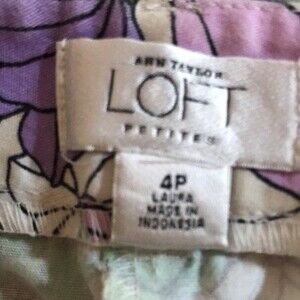 ANN TAYLOR
LOFT
PETITES
4P
LAURA
MADE IN
INDONESIA